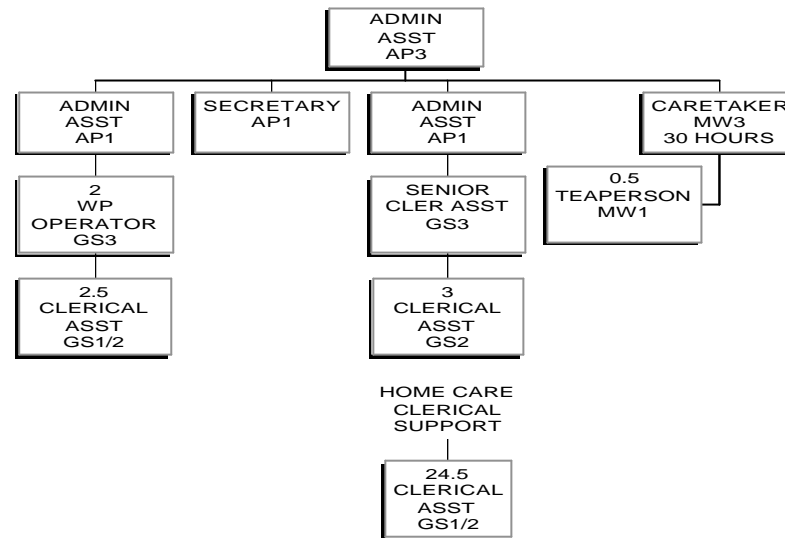 ADMIN
ASST
AP3
ADMIN
ASST
AP1
SECRETARY
AP1
ADMIN
ASST
AP1
CARETAKER
MW3
30 HOURS
2
WP
OPERATOR
GS3
SENIOR
CLER ASST
GS3
0.5
TEAPERSON
MW1
2.5
CLERICAL
ASST
GS1/2
3
CLERICAL
ASST
GS2
HOME CARE
CLERICAL
SUPPORT
24.5
CLERICAL
ASST
GS1/2